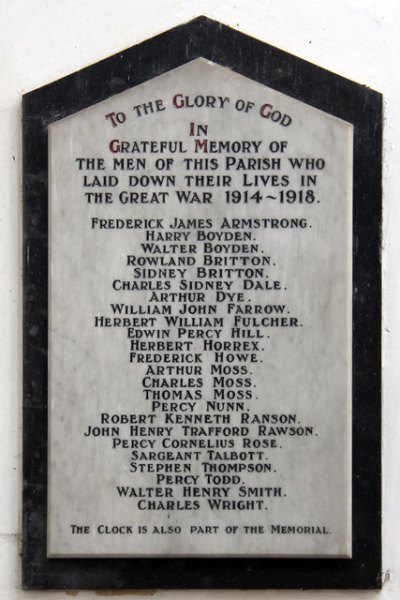 To the Glory of God
In
Grateful Memory of
the men of this Parish who
laid down their Lives in
the Great War 1914~1918.
Frederick James Armstrong.
Harry Boyden.
Walter Boyden.
Rowland Britton.
Sidney Britton.
Charles Sidney Dale.
Arthur Dye.
William John Farrow.
Herbert William Fulcher.
Edwin Percy Hill.
Herbert Horrex.
Frederick Howe.
Arthur Moss.
Charles Moss.
Thomas Moss.
Percy Nunn.
Robert Kenneth Ranson.
John Henry Trafford Rawson.
Percy Cornelius Rose.
Sargeant Talbott.
Stephen Thompson.
Percy Todd.
Walter Henry Smith.
Charles Wright.
The Clock is also part of the Memorial.